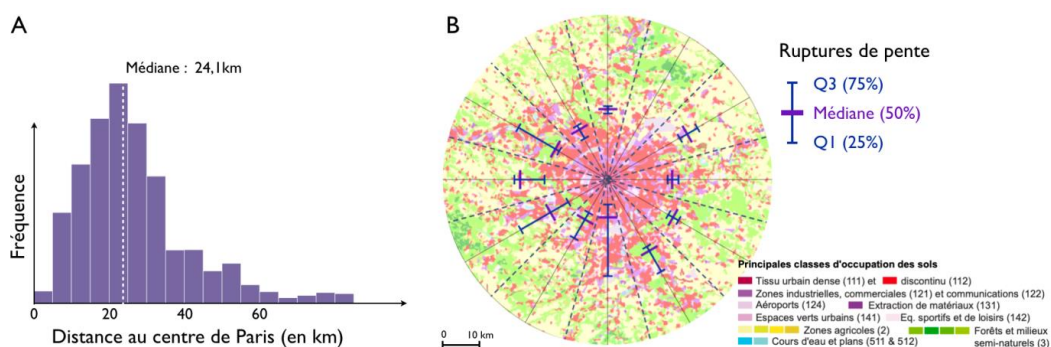 A
Médiane : 24,1km
Fréquence
0
20
40
60
Distance au centre de Paris (en km)
B
0
10 km
Ruptures de pente
Q3 (75%)
Médiane (50%)
Q1 (25%)
Principales classes d'occupation des sols
Tissu urbain dense (111) et discontinu (112)
Zones industrielles, commerciales (121) et communications (122)
Aéroports (124) Extraction de matériaux (131)
Espaces verts urbains (141) Eq. sportifs et de loisirs (142)
Zones agricoles (2) Forêts et milieux
Cours d'eau et plans (511 & 512) semi-naturels (3)